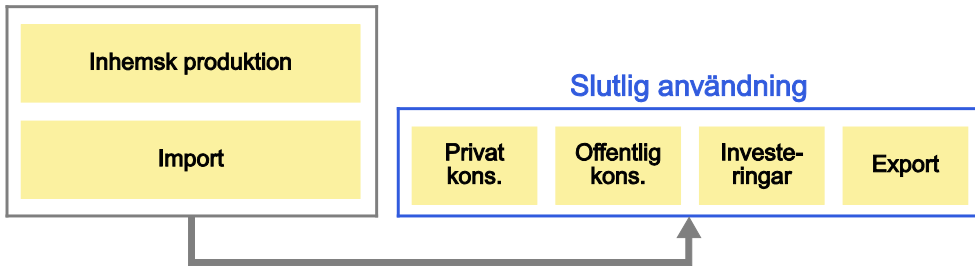 Inhemsk produktion
Import
Slutlig användning
Privat
kons.
Offentlig
kons.
Investe-
ringar
Export